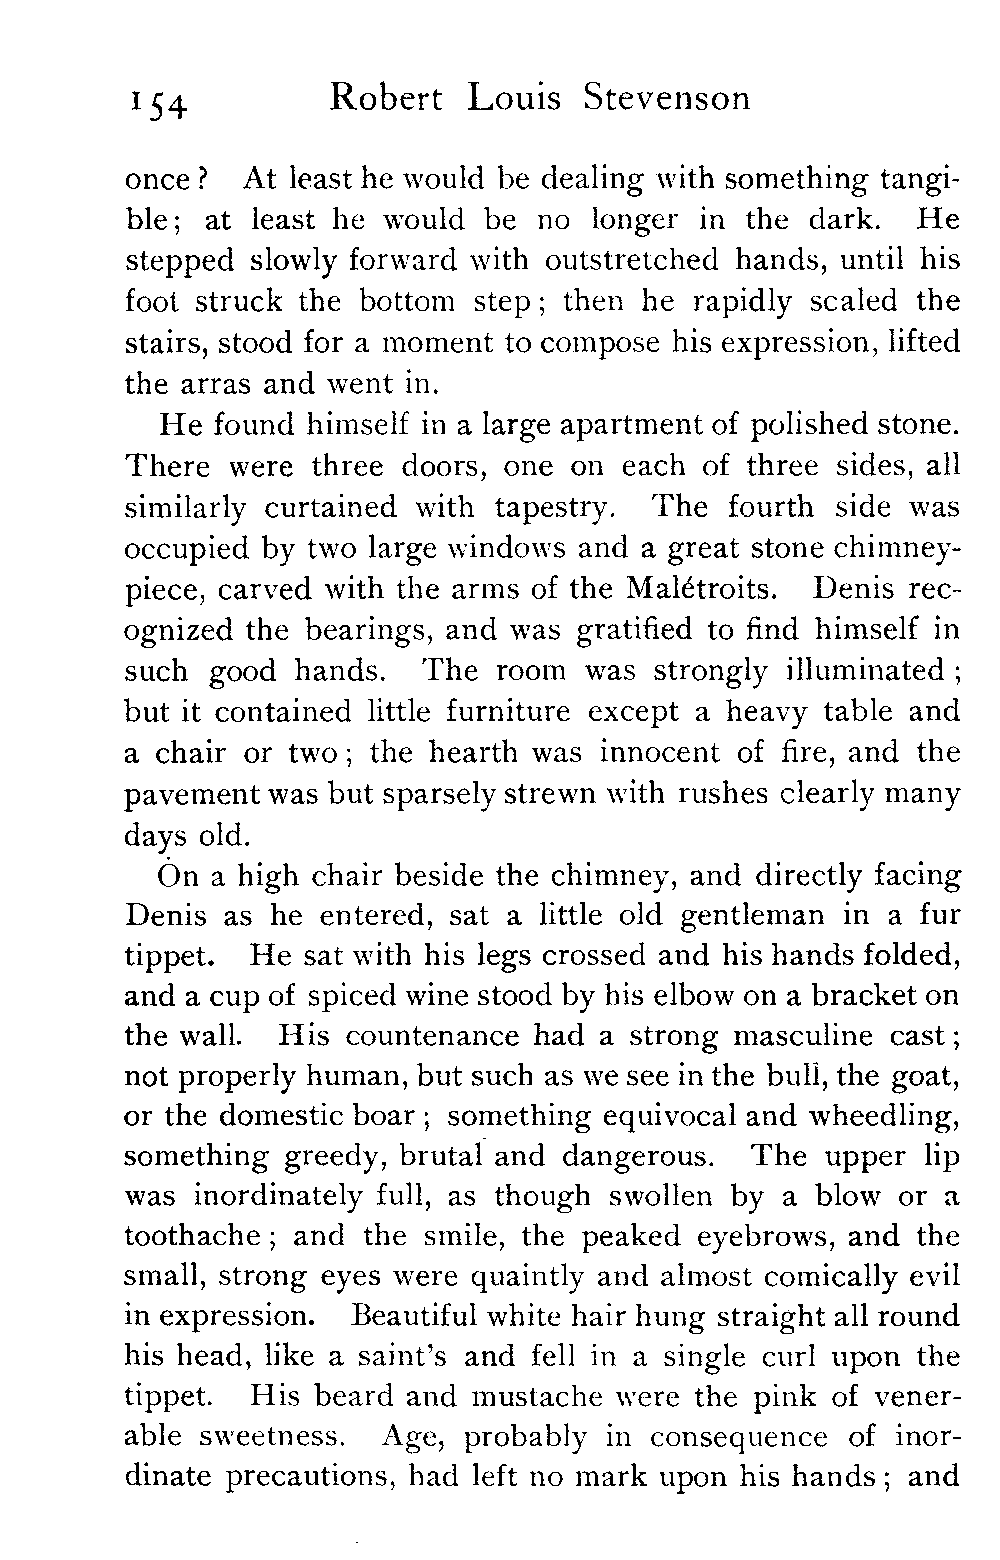 154 Robert Louis Stevenson
once? At least he would be dealing with something tangi-
ble; at least he would be no longer in the dark. He
stepped slowly forward with outstretched hands, until his
foot struck the bottom step; then he rapidly scaled the
stairs, stood for a moment to compose his expression, lifted
the arras and went in.
He found himself in a large apartment of polished stone.
There were three doors, one on each of three sides, all
similarly curtained with tapestry. The fourth side was
occupied by two large windows and a great stone chimney-
piece, carved with the arms of the Malétroits. Denis rec-
ognized the bearings, and was gratified to find himself in
such good hands. The room was strongly illuminated;
but it contained little furniture except a heavy table and
a chair or two; the hearth was innocent of fire, and the
pavement was but sparsely strewn with rushes clearly many
days old.
On a high chair beside the chimney, and directly facing
Denis as he entered, sat a little old gentleman in a fur
tippet. He sat with his legs crossed and his hands folded,
and a cup of spiced wine stood by his elbow on a bracket on
the wall. His countenance had a strong masculine cast;
not properly human, but such as we see in the bull, the goat,
or the domestic boar; something equivocal and wheedling,
something greedy, brutal and dangerous. The upper lip
was inordinately full, as though swollen by a blow or a
toothache; and the smile, the peaked eyebrows, and the
small, strong eyes were quaintly and almost comically evil
in expression. Beautiful white hair hung straight all round
his head, like a saint's and fell in a single curl upon the
tippet. His beard and mustache were the pink of vener-
able sweetness. Age, probably in consequence of inor-
dinate precautions, had left no mark upon his hands; and